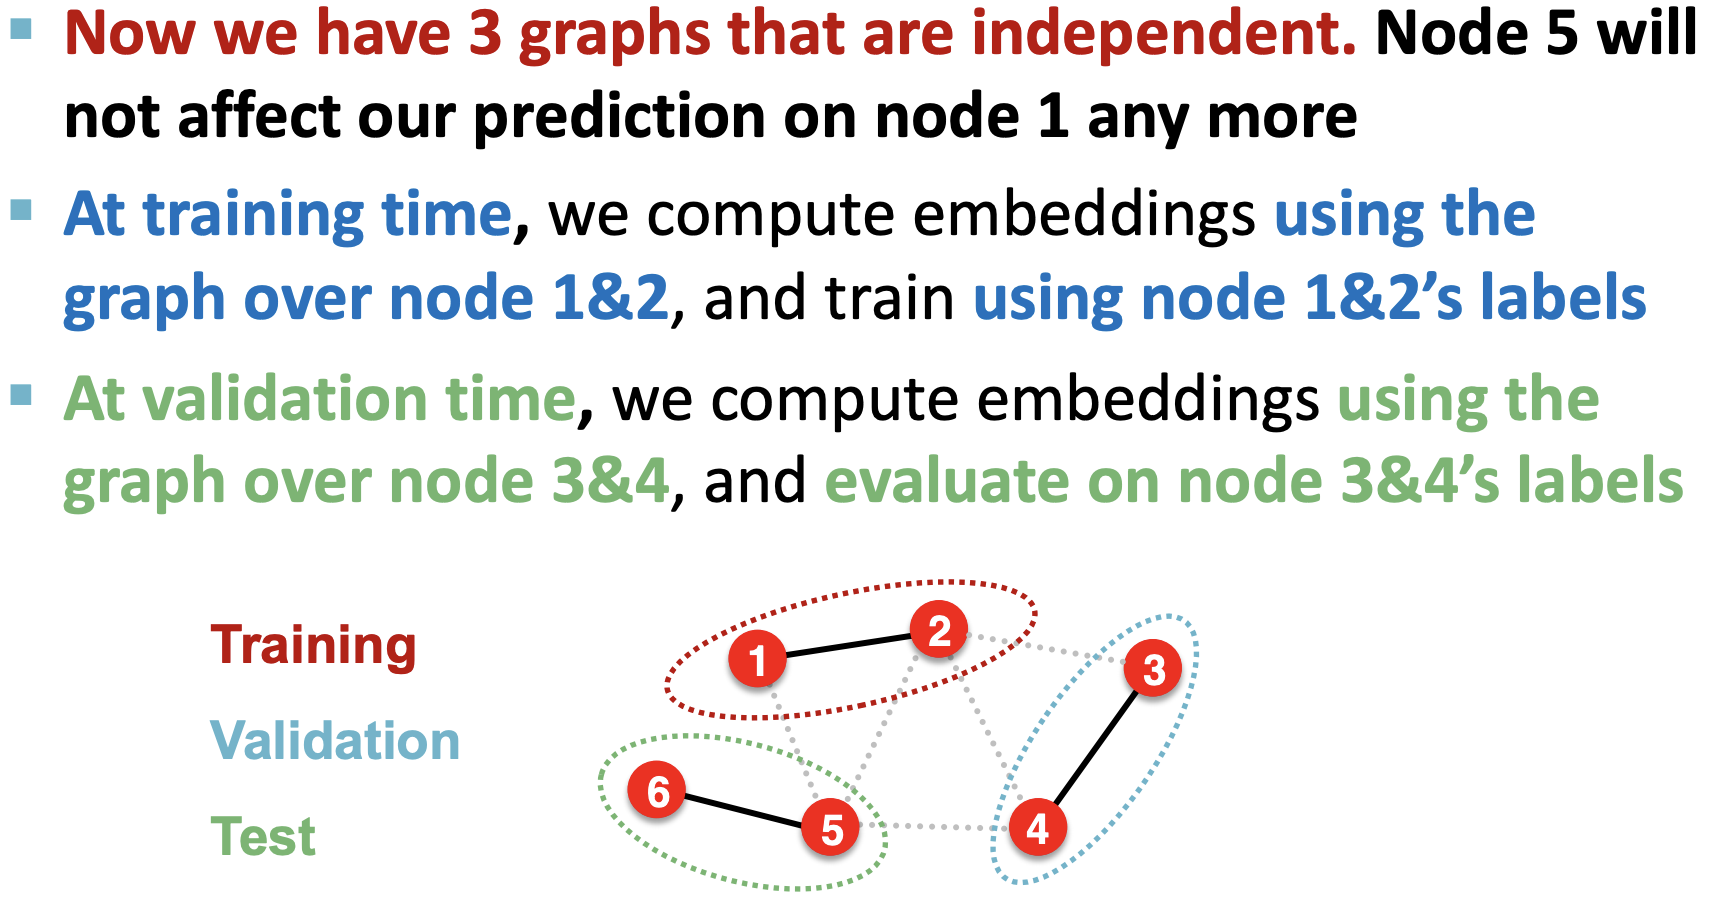 Now we have 3 graphs that are independent. Node 5 will
not affect our prediction on node 1 any more
At training time, we compute embeddings using the
graph over node 1&2, and train using node 1&2’s labels
At validation time, we compute embeddings using the
graph over node 3&4, and evaluate on node 3&4’s labels
Training
Validation
Test
1
2
3
6
5
4